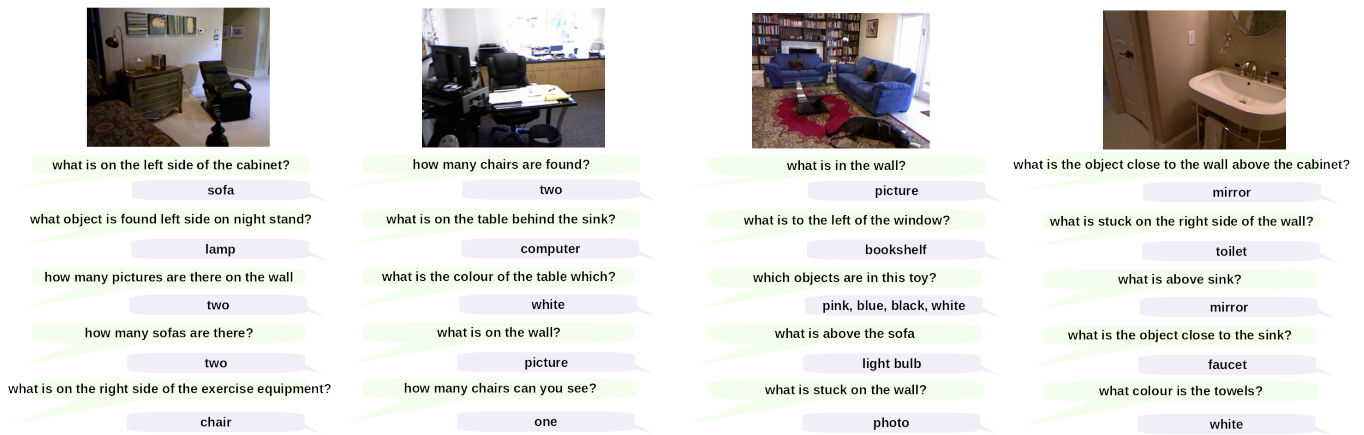 what is on the left side of the cabinet?
sofa
what object is found left side on night stand?
lamp
how many pictures are there on the wall
two
how many sofas are there?
two
what is on the right side of the exercise equipment?
chair
how many chairs are found?
two
what is on the table behind the sink?
computer
what is the colour of the table which?
white
what is on the wall?
picture
how many chairs can you see?
one
what is in the wall?
picture
what is to the left of the window?
bookshelf
which objects are in this toy?
pink, blue, black, white
what is above the sofa
light bulb
what is stuck on the wall?
photo
what is the object close to the wall above the cabinet?
mirror
what is stuck on the right side of the wall?
toilet
what is above sink?
mirror
what is the object close to the sink?
faucet
what colour is the towels?
white